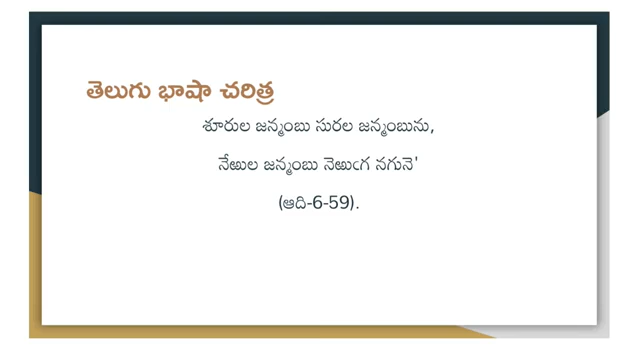 తెలుగు భాషా చరిత్ర
శూరుల జన్మంబు సురల జన్మంబును,
నేఱుల జన్మంబు నెఱుఁగ నగునె'
(ఆది-6-59).